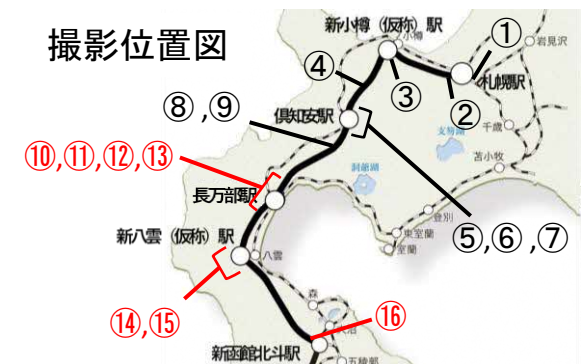 撮影位置図
新小樽（仮称）駅
小樽
①
岩見沢
④
札幌駅
③
②
⑧,⑨
倶知安駅
千歳
支笏湖
⑩,⑪,⑫,⑬
苫小牧
洞爺湖
長万部駅
登別
⑤,⑥,⑦
新八雲（仮称）駅
東室蘭
室蘭
八雲
⑭,⑮
森
⑯
新函館北斗駅
五稜郭